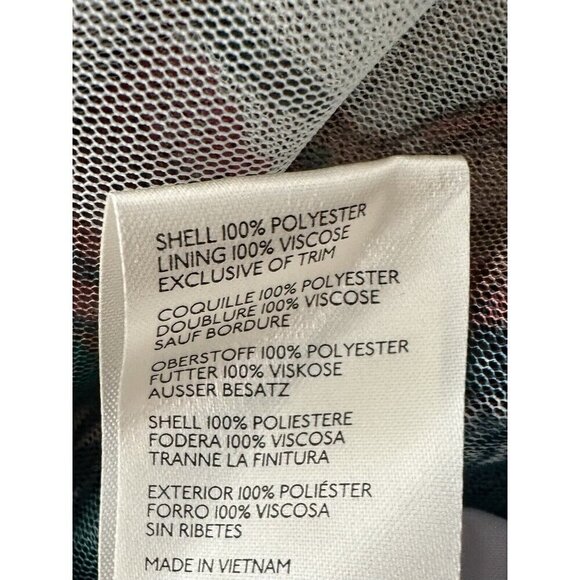 SHELL 100% POLYESTER
LINING 100% VISCOSE
EXCLUSIVE OF TRIM
COQUILLE 100% POLYESTER
DOUBLURE 100% VISCOSE
SAUF BORDURE
OBERSTOFF 100% POLYESTER
FUTTER 100% VISKOSE
AUSSER BESATZ
SHELL 100% POLIESTERE
FODERA 100% VISCOSA
TRANNE LA FINITURA
EXTERIOR 100% POLIÉSTER
FORRO 100% VISCOSA
SIN RIBETES
MADE IN VIETNAM